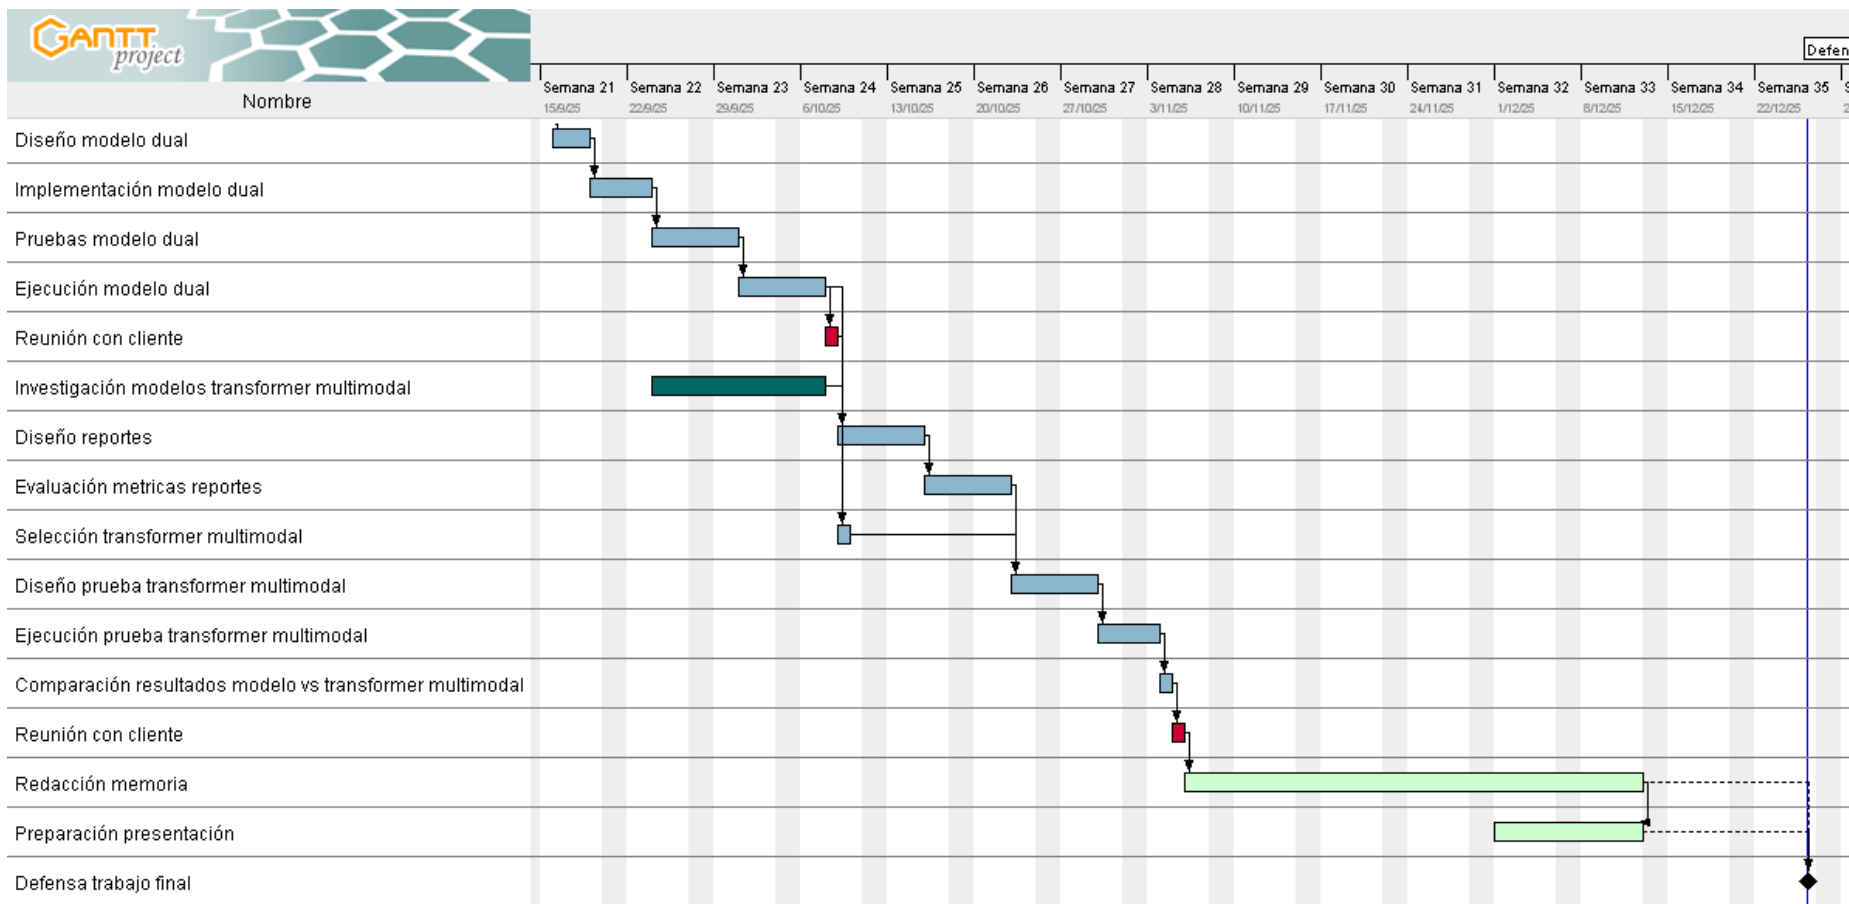 GANTT
project
Defen
Nombre
Semana 21
15/9/25
Semana 22
22/9/25
Semana 23
29/9/25
Semana 24
6/10/25
Semana 25
13/10/25
Semana 26
20/10/25
Semana 27
27/10/25
Semana 28
3/11/25
Semana 29
10/11/25
Semana 30
17/11/25
Semana 31
24/11/25
Semana 32
1/12/25
Semana 33
8/12/25
Semana 34
15/12/25
Semana 35
22/12/25
S
2
Diseño modelo dual
Implementación modelo dual
Pruebas modelo dual
Ejecución modelo dual
Reunión con cliente
Investigación modelos transformer multimodal
Diseño reportes
Evaluación metricas reportes
Selección transformer multimodal
Diseño prueba transformer multimodal
Ejecución prueba transformer multimodal
Comparación resultados modelo vs transformer multimodal
Reunión con cliente
Redacción memoria
Preparación presentación
Defensa trabajo final